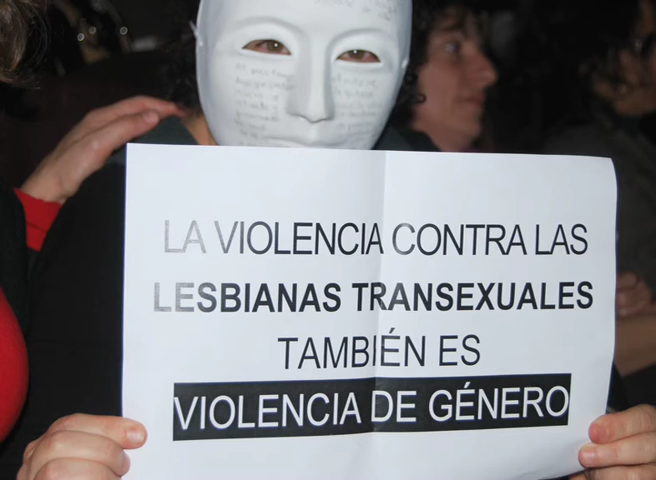 LA VIOLENCIA CONTRA LAS
LESBIANAS TRANSEXUALES
TAMBIÉN ES
VIOLENCIA DE GÉNERO